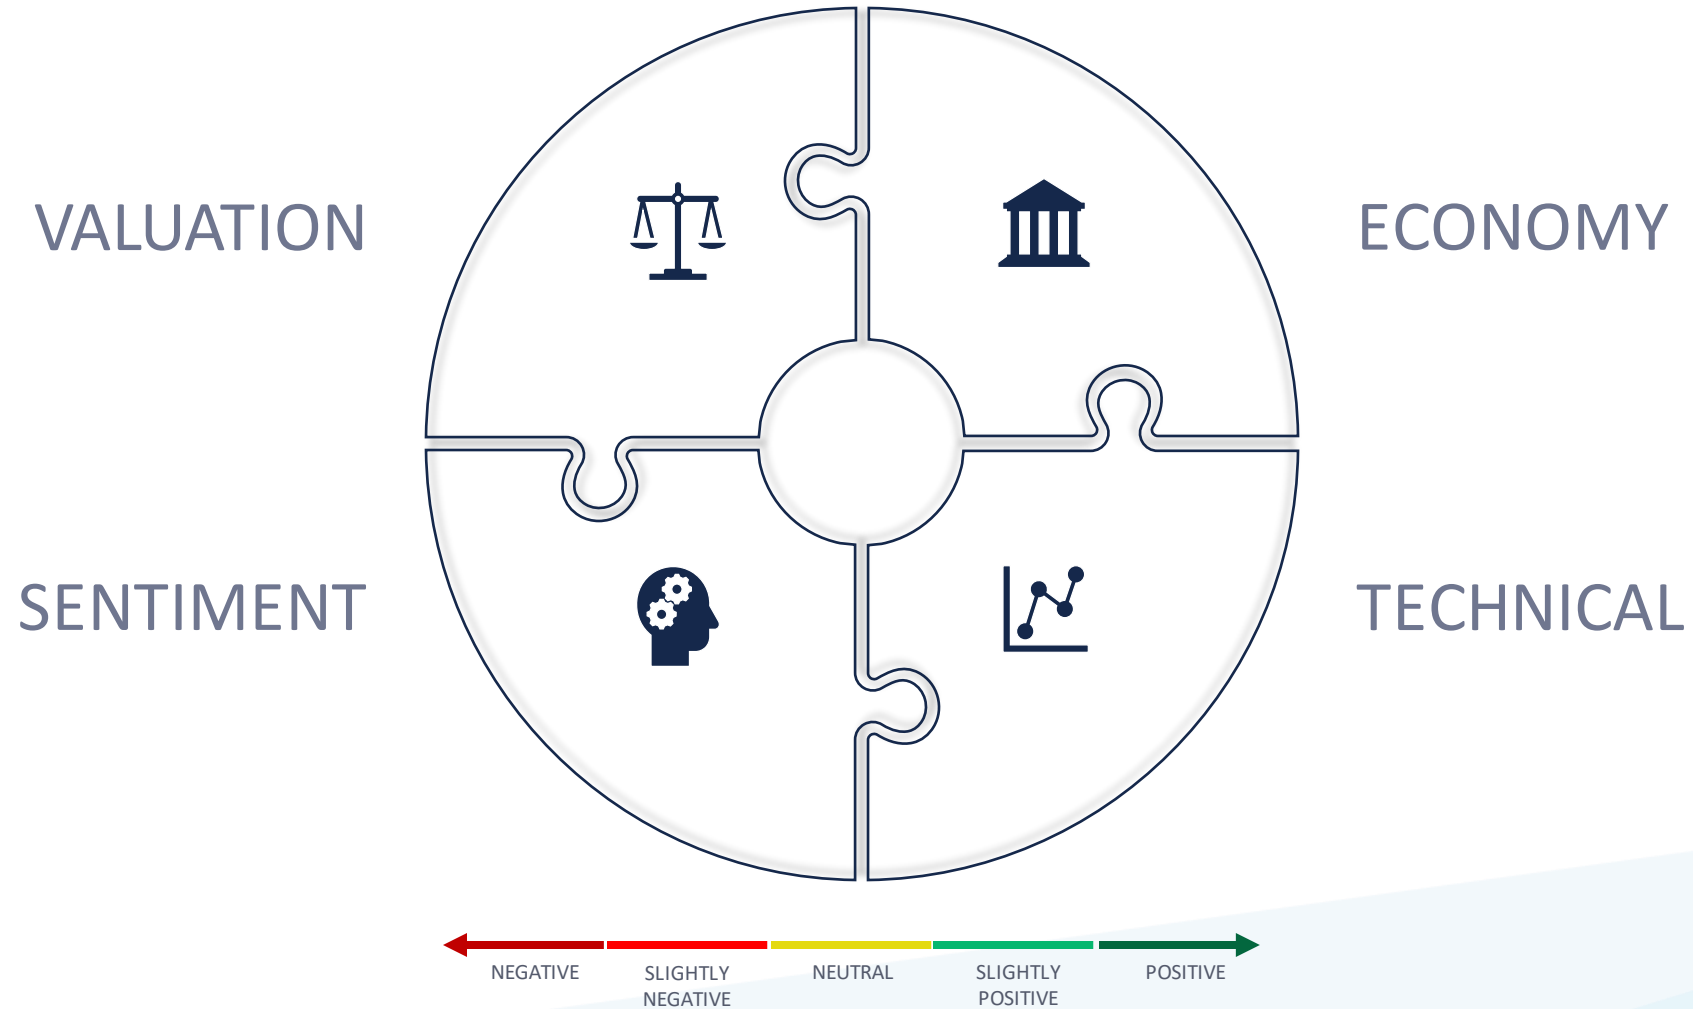 VALUATION
ECONOMY
SENTIMENT
TECHNICAL
NEGATIVE
SLIGHTLY
NEGATIVE
NEUTRAL
SLIGHTLY
POSITIVE
POSITIVE